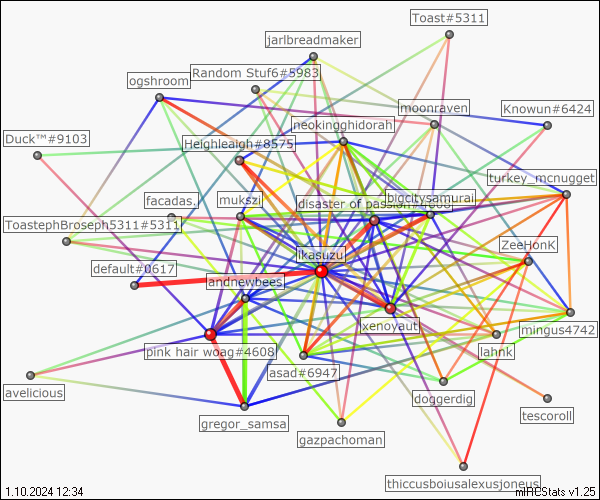 Toast#5311
jarlbreadmaker
Random Stuf6#5983
ogshroom
moonraven
Knowun#6424
neokingghidorah
Duck™#9103
Heighleaigh#8575
turkey_mcnugget
mukszi
bigcitysamurai
facadas.
disaster of passion
ToastephBroseph5311#5311
ZeeHonK
ikasuzu
default#0617
andnewbees
xenoyaut
mingus4742
pink hair woag#4608
lahnk
asad#6947
avelicious
doggerdig
tescoroll
gregor_samsa
gazpachoman
thiccusboiusalexusjoneus
1.10.2024 12:34
mIRCStats v1.25